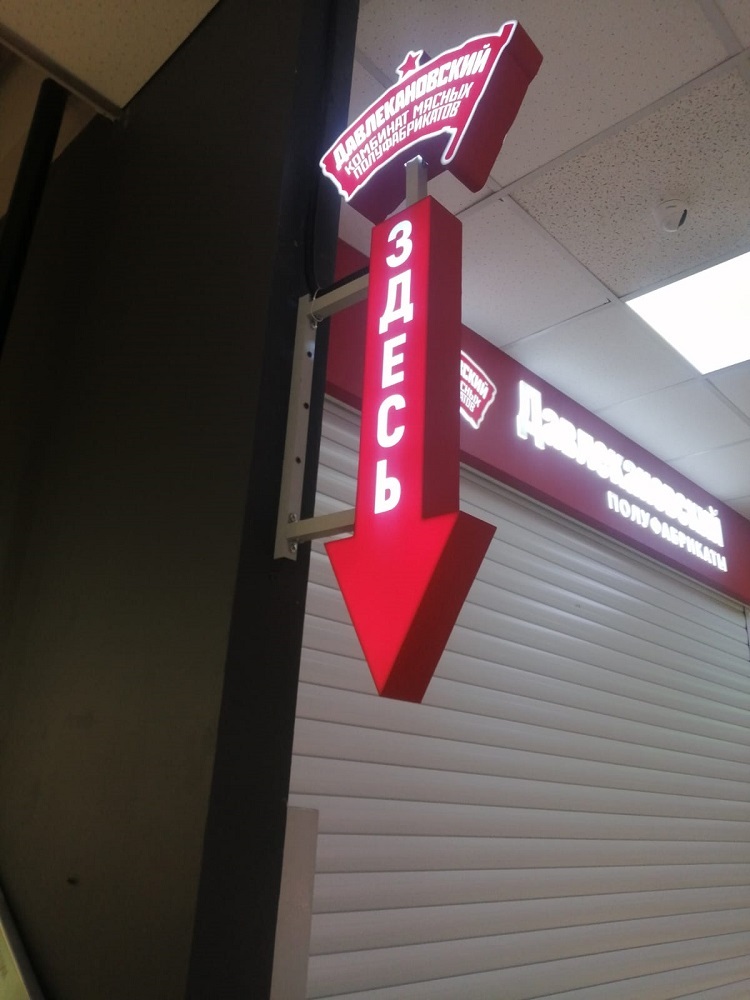 ДАВЛЕКАНОВСКИЙ
КОМБИНАТ МЯСНЫХ
ПОЛУФАБРИКАТОВ
ЗДЕСЬ
Давлекановский
ПОЛУФАБРИКАТЫ